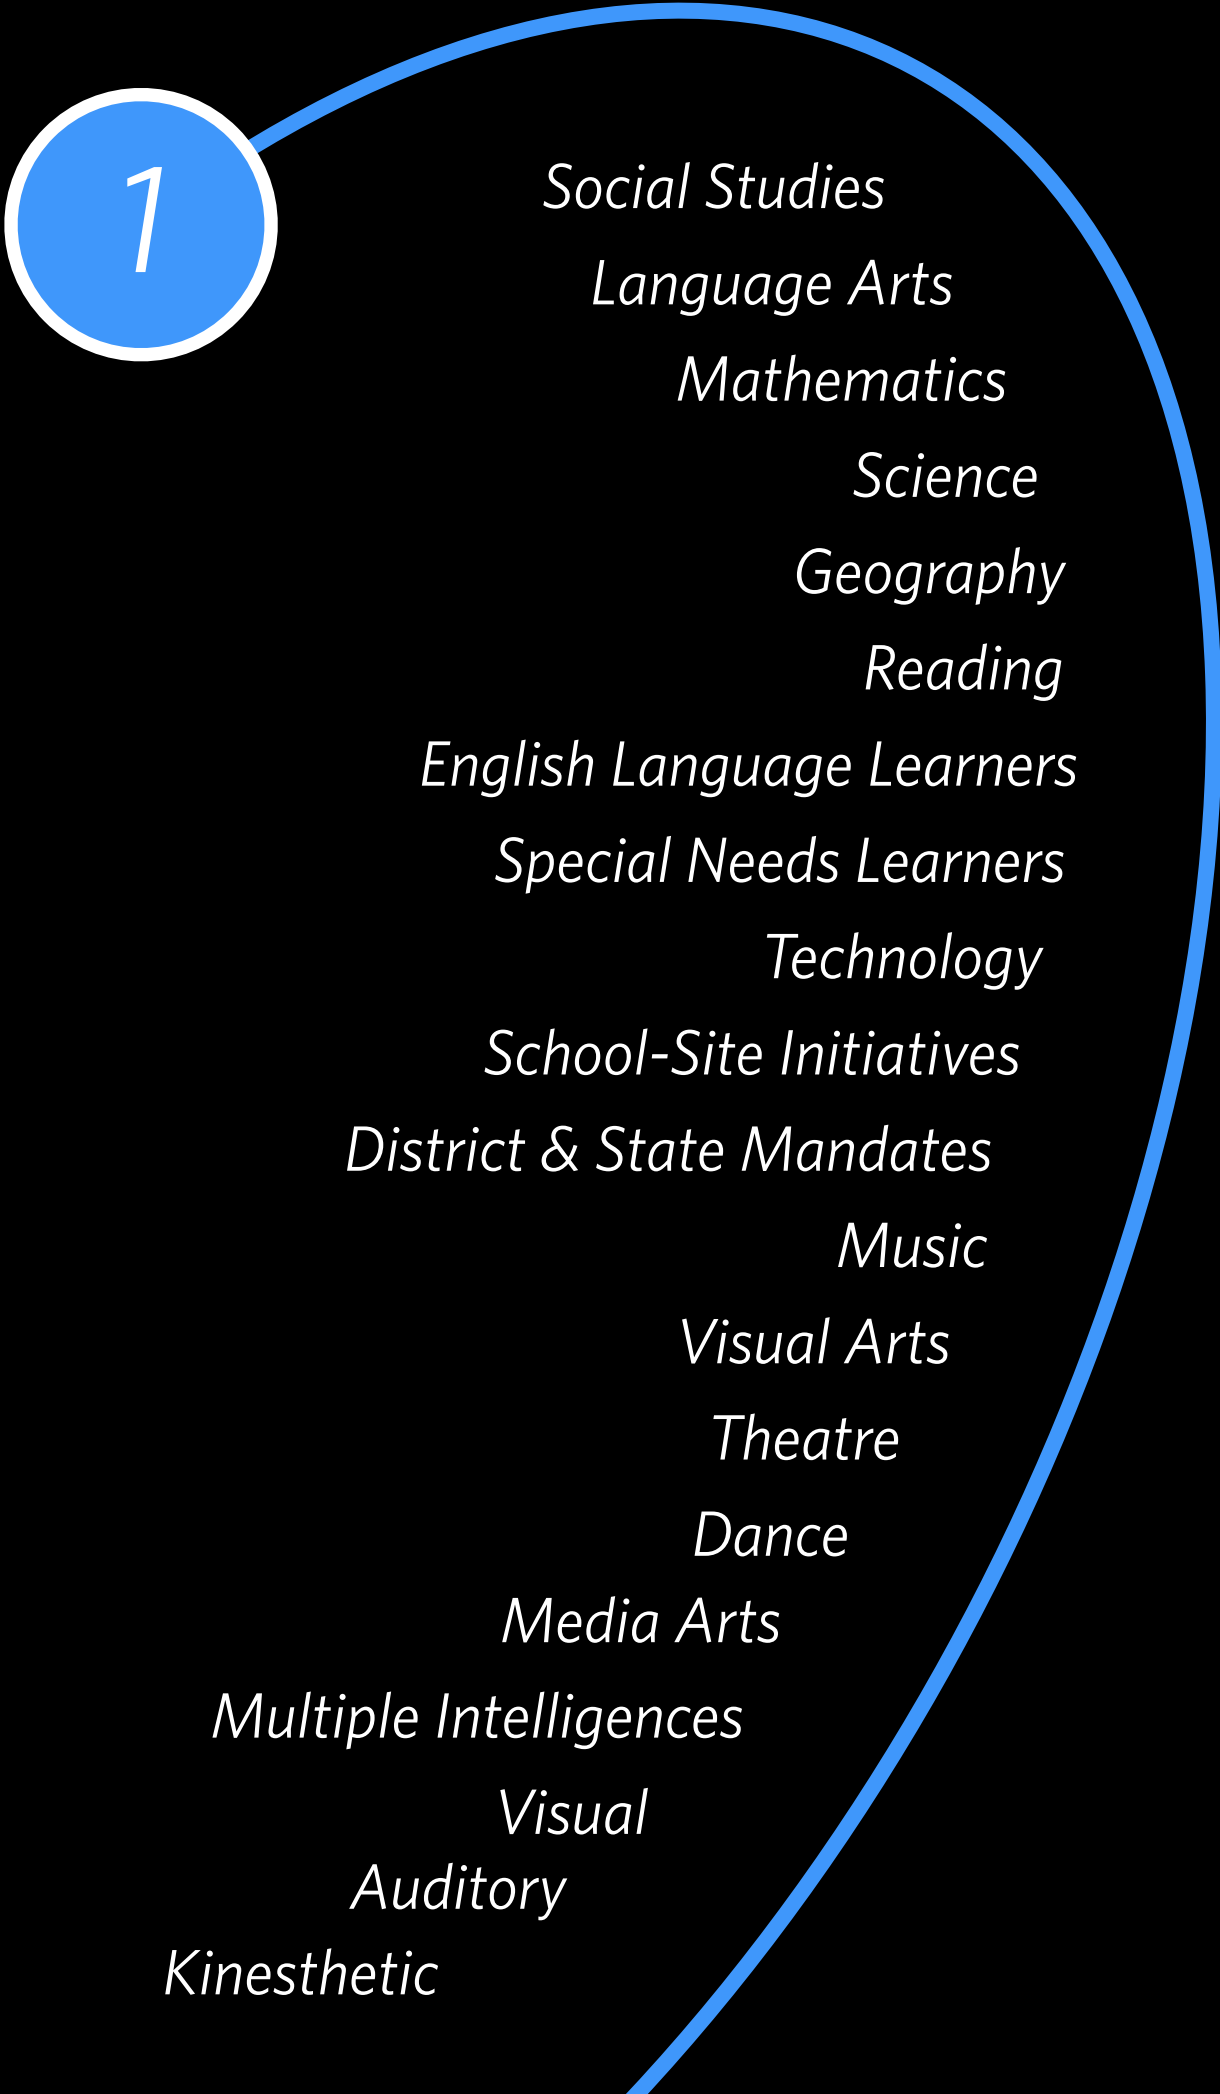 1
Social Studies
Language Arts
Mathematics
Science
Geography
Reading
English Language Learners
Special Needs Learners
Technology
School-Site Initiatives
District & State Mandates
Music
Visual Arts
Theatre
Dance
Media Arts
Multiple Intelligences
Visual
Auditory
Kinesthetic